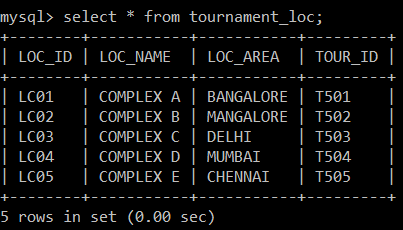 mysql> select * from tournament_loc;
+--------+-----------+-----------+---------+
| LOC_ID | LOC_NAME | LOC_AREA | TOUR_ID |
+--------+-----------+-----------+---------+
| LC01 | COMPLEX A | BANGALORE | T501 |
| LC02 | COMPLEX B | MANGALORE | T502 |
| LC03 | COMPLEX C | DELHI | T503 |
| LC04 | COMPLEX D | MUMBAI | T504 |
| LC05 | COMPLEX E | CHENNAI | T505 |
+--------+-----------+-----------+---------+
5 rows in set (0.00 sec)